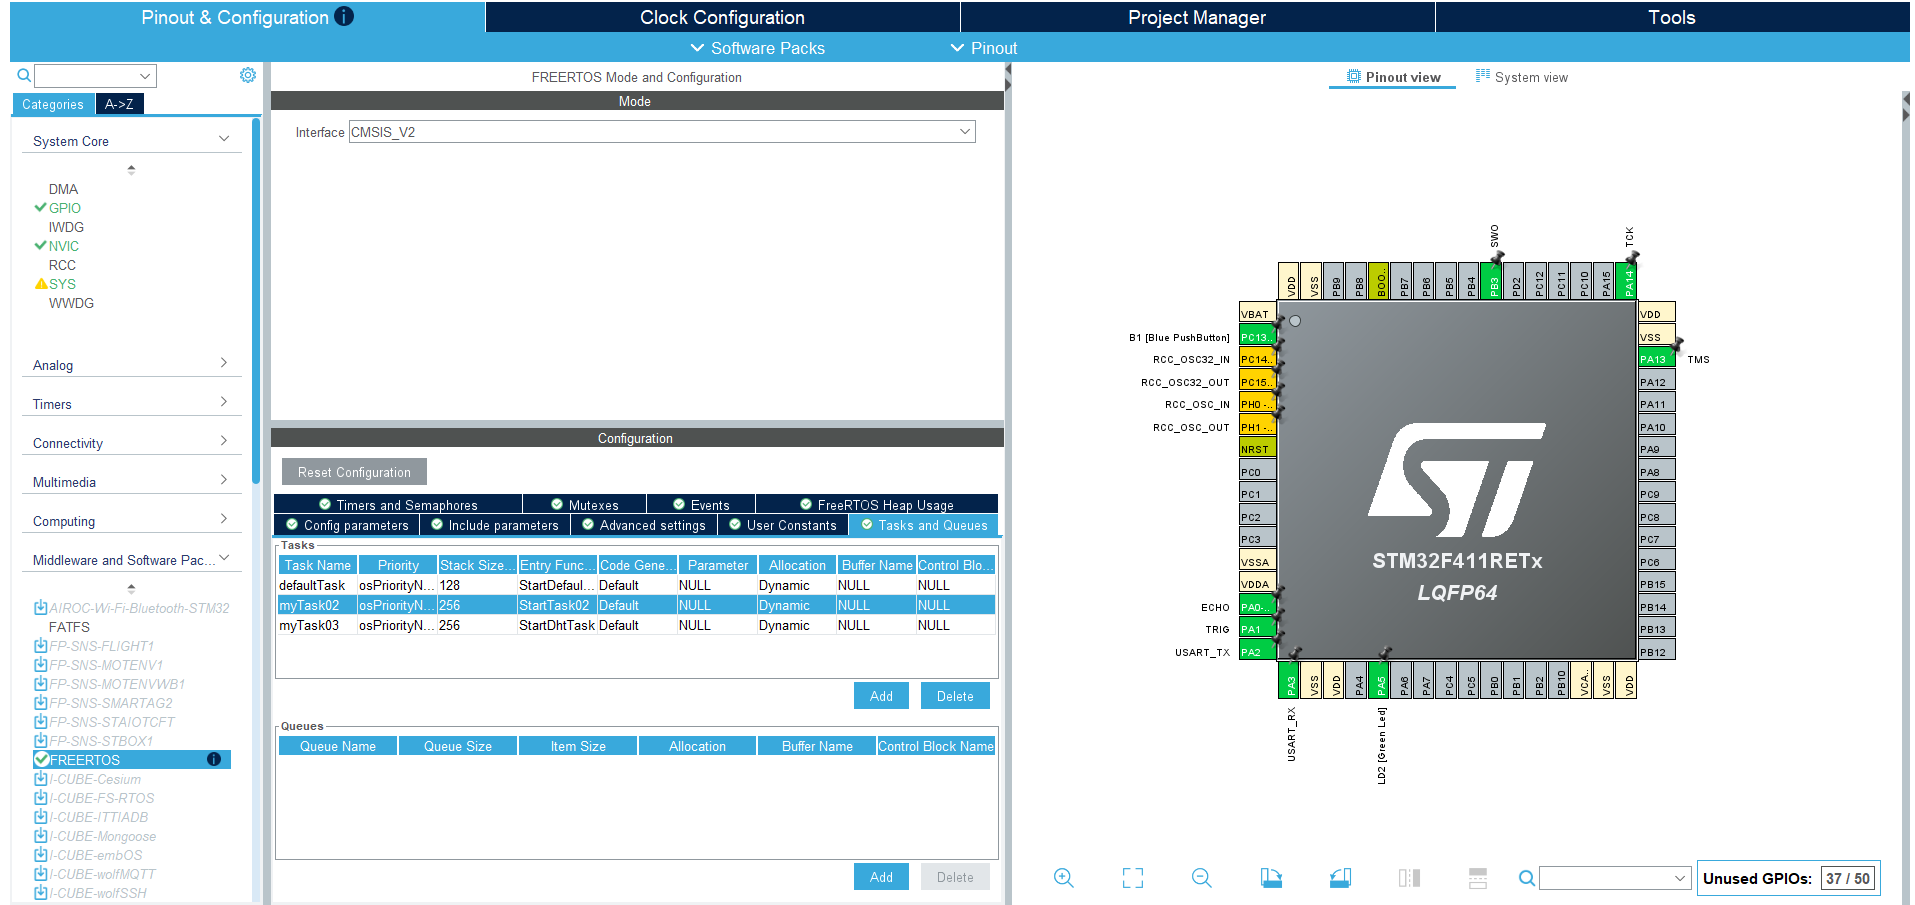 Pinout & Configuration
Clock Configuration
Project Manager
Tools
Software Packs
Pinout
Categories
A->Z
System Core
DMA
GPIO
IWDG
NVIC
RCC
SYS
WWDG
Analog
Timers
Connectivity
Multimedia
Computing
Middleware and Software Pac...
AIROC-Wi-Fi-Bluetooth-STM32
FATFS
FP-SNS-FLIGHT1
FP-SNS-MOTENV1
FP-SNS-MOTENVWB1
FP-SNS-SMARTAG2
FP-SNS-STAIOTCFT
FP-SNS-STBOX1
FREERTOS
I-CUBE-Cesium
I-CUBE-FS-RTOS
I-CUBE-ITTIADB
I-CUBE-Mongoose
I-CUBE-embOS
I-CUBE-wolfMQTT
I-CUBE-wolfSSH
FREERTOS Mode and Configuration
Mode
Interface CMSIS_V2
Configuration
Reset Configuration
Timers and Semaphores Mutexes Events FreeRTOS Heap Usage
Config parameters Include parameters Advanced settings User Constants Tasks and Queues
Tasks
Task Name Priority Stack Size... Entry Func... Code Gene... Parameter Allocation Buffer Name Control Blo...
defaultTask osPriorityN... 128 StartDefaul... Default NULL Dynamic NULL NULL
myTask02 osPriorityN... 256 StartTask02 Default NULL Dynamic NULL NULL
myTask03 osPriorityN... 256 StartDhtTask Default NULL Dynamic NULL NULL
Add Delete
Queues
Queue Name Queue Size Item Size Allocation Buffer Name Control Block Name
Add Delete
Pinout view
System view
SWO
TCK
VDD
VSS
PB9
PB8
BOO..
PB7
PB6
PB5
PB4
PB3
PD2
PC12
PC11
PC10
PA15
PA14
B1 [Blue PushButton]
RCC_OSC32_IN
RCC_OSC32_OUT
RCC_OSC_IN
RCC_OSC_OUT
ECHO
TRIG
USART_TX
VBAT
PC13..
PC14..
PC15..
PH0 -..
PH1 -..
NRST
PC0
PC1
PC2
PC3
VSSA
VDDA
PA0-..
PA1
PA2
ST
STM32F411RETx
LQFP64
VDD
VSS
PA13
TMS
PA12
PA11
PA10
PA9
PA8
PC9
PC8
PC7
PC6
PB15
PB14
PB13
PB12
PA3
VSS
VDD
PA4
PA5
PA6
PA7
PC4
PC5
PB0
PB1
PB2
PB10
VCA..
VSS
VDD
USART_RX
LD2 [Green Led]
Unused GPIOs: 37 / 50